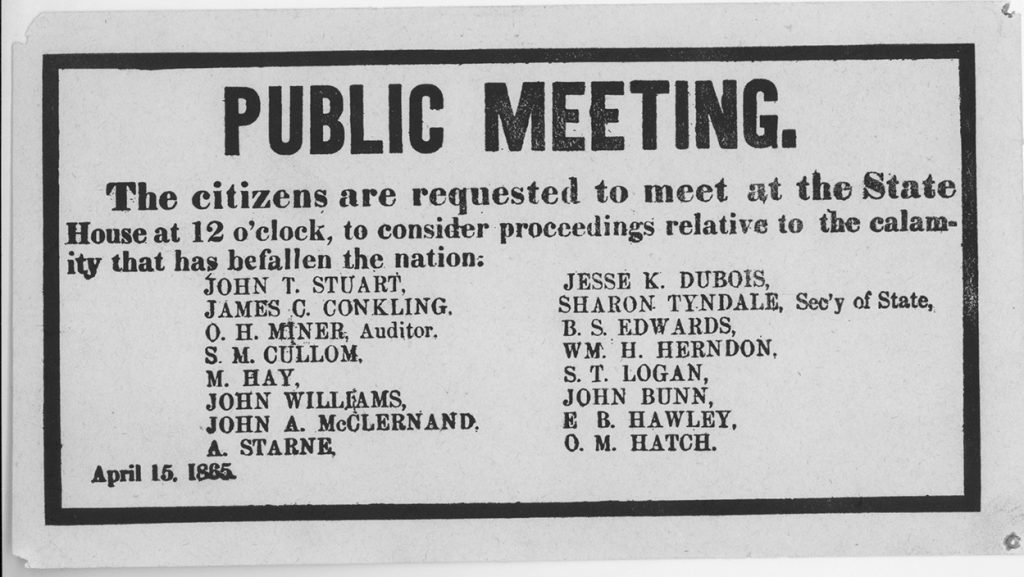 PUBLIC MEETING.
The citizens are requested to meet at the State
House at 12 o'clock, to consider proceedings relative to the calam-
ity that has befallen the nation:
JOHN T. STUART,
JAMES C. CONKLING.
O. H. MINER, Auditor.
S. M. CULLOM,
M. HAY,
JOHN WILLIAMS,
JOHN A. McCLERNAND.
A. STARNE,
JESSE K. DUBOIS,
SHARON TYNDALE, Sec'y of State,
B. S. EDWARDS,
WM. H. HERNDON.
S. T. LOGAN,
JOHN BUNN,
E B. HAWLEY,
O. M. HATCH.
April 15, 1865.